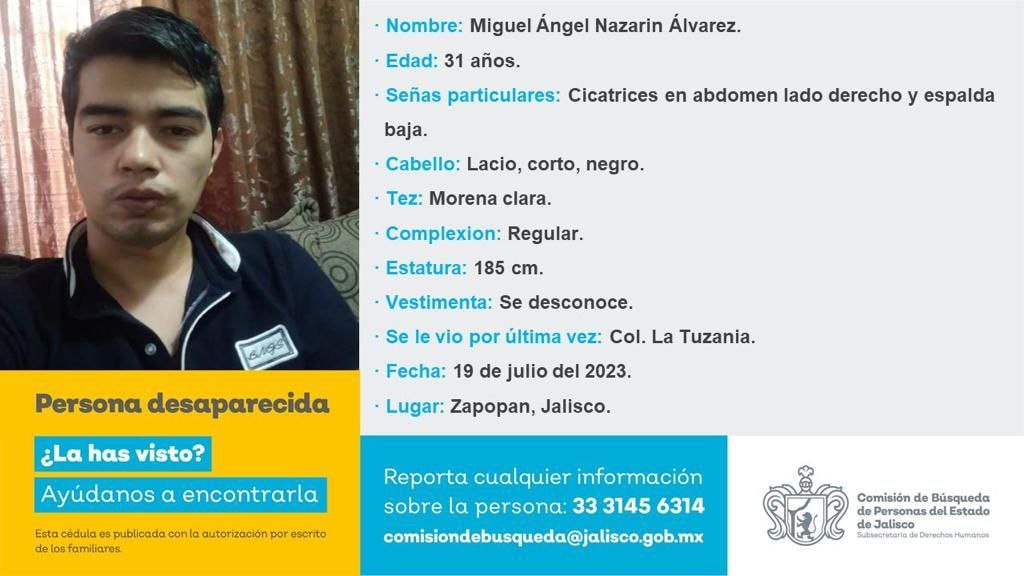 · Nombre: Miguel Ángel Nazarin Álvarez.
· Edad: 31 años.
· Señas particulares: Cicatrices en abdomen lado derecho y espalda
baja.
· Cabello: Lacio, corto, negro.
· Tez: Morena clara.
· Complexion: Regular.
· Estatura: 185 cm.
· Vestimenta: Se desconoce.
· Se le vio por última vez: Col. La Tuzania.
· Fecha: 19 de julio del 2023.
· Lugar: Zapopan, Jalisco.
Persona desaparecida
¿La has visto?
Ayúdanos a encontrarla
Esta cédula es publicada con la autorización por escrito
de los familiares.
Reporta cualquier información
sobre la persona: 33 3145 6314
comisiondebusqueda@jalisco.gob.mx
Comisión de Búsqueda
de Personas del Estado
de Jalisco
Subsecretaría de Derechos Humanos